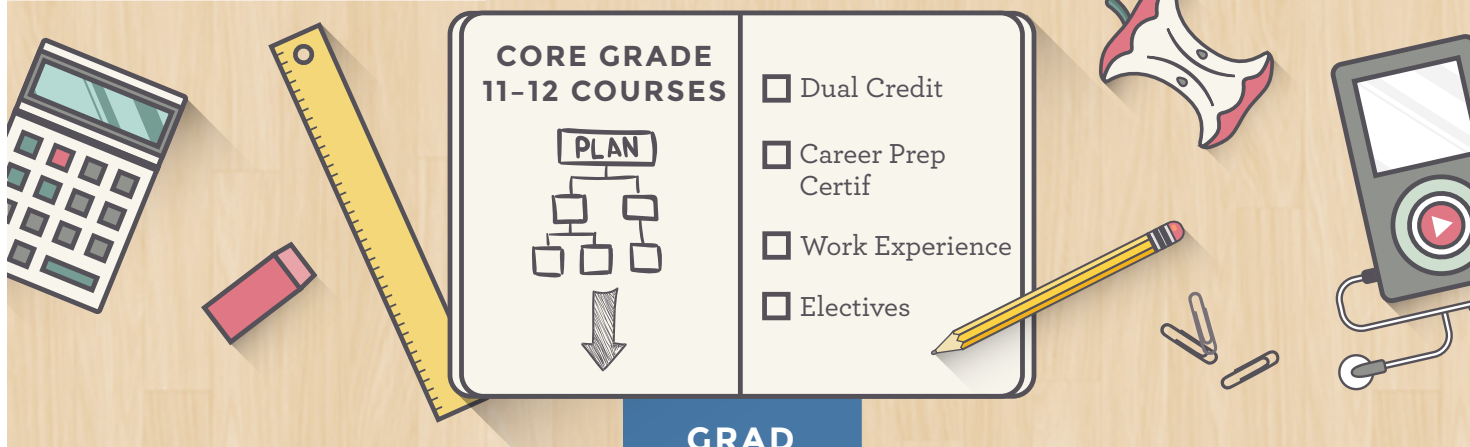 CORE GRADE
11–12 COURSES
PLAN
Dual Credit
Career Prep
Certif
Work Experience
Electives
GRAD